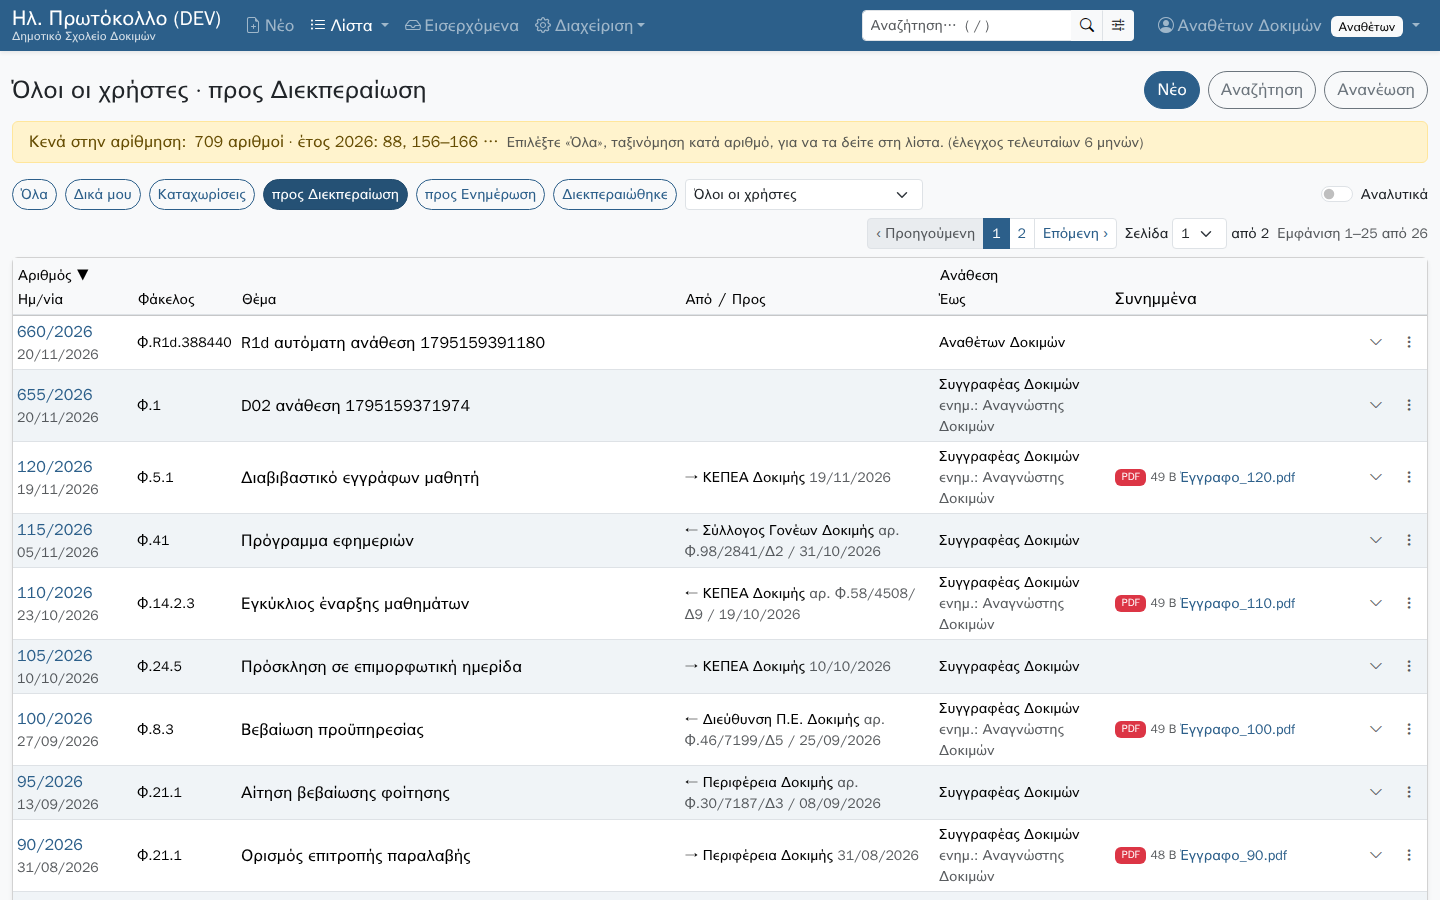 Ηλ. Πρωτόκολλο (DEV)
Δημοτικό Σχολείο Δοκιμών
Νέο
Λίστα
Εισερχόμενα
Διαχείριση
Αναζήτηση… ( / )
Αναθέτων Δοκιμών Αναθέτων
Όλοι οι χρήστες · προς Διεκπεραίωση
Νέο
Αναζήτηση
Ανανέωση
Κενά στην αρίθμηση: 709 αριθμοί · έτος 2026: 88, 156–166 … Επιλέξτε «Όλα», ταξινόμηση κατά αριθμό, για να τα δείτε στη λίστα. (έλεγχος τελευταίων 6 μηνών)
Όλα
Δικά μου
Καταχωρίσεις
προς Διεκπεραίωση
προς Ενημέρωση
Διεκπεραιώθηκε
Όλοι οι χρήστες
Αναλυτικά
‹ Προηγούμενη 1 2 Επόμενη › Σελίδα 1 από 2 Εμφάνιση 1–25 από 26
Αριθμός ▼
Ημ/νία
Φάκελος
Θέμα
Από / Προς
Ανάθεση
Έως
Συνημμένα
660/2026
20/11/2026
Φ.R1d.388440
R1d αυτόματη ανάθεση 1795159391180
Αναθέτων Δοκιμών
655/2026
20/11/2026
Φ.1
D02 ανάθεση 1795159371974
Συγγραφέας Δοκιμών
ενημ.: Αναγνώστης
Δοκιμών
120/2026
19/11/2026
Φ.5.1
Διαβιβαστικό εγγράφων μαθητή
→ ΚΕΠΕΑ Δοκιμής 19/11/2026
Συγγραφέας Δοκιμών
ενημ.: Αναγνώστης
Δοκιμών
PDF 49 B Έγγραφο_120.pdf
115/2026
05/11/2026
Φ.41
Πρόγραμμα εφημεριών
← Σύλλογος Γονέων Δοκιμής αρ.
Φ.98/2841/Δ2 / 31/10/2026
Συγγραφέας Δοκιμών
110/2026
23/10/2026
Φ.14.2.3
Εγκύκλιος έναρξης μαθημάτων
← ΚΕΠΕΑ Δοκιμής αρ. Φ.58/4508/
Δ9 / 19/10/2026
Συγγραφέας Δοκιμών
ενημ.: Αναγνώστης
Δοκιμών
PDF 49 B Έγγραφο_110.pdf
105/2026
10/10/2026
Φ.24.5
Πρόσκληση σε επιμορφωτική ημερίδα
→ ΚΕΠΕΑ Δοκιμής 10/10/2026
Συγγραφέας Δοκιμών
100/2026
27/09/2026
Φ.8.3
Βεβαίωση προϋπηρεσίας
← Διεύθυνση Π.Ε. Δοκιμής αρ.
Φ.46/7199/Δ5 / 25/09/2026
Συγγραφέας Δοκιμών
ενημ.: Αναγνώστης
Δοκιμών
PDF 49 B Έγγραφο_100.pdf
95/2026
13/09/2026
Φ.21.1
Αίτηση βεβαίωσης φοίτησης
← Περιφέρεια Δοκιμής αρ.
Φ.30/7187/Δ3 / 08/09/2026
Συγγραφέας Δοκιμών
90/2026
31/08/2026
Φ.21.1
Ορισμός επιτροπής παραλαβής
→ Περιφέρεια Δοκιμής 31/08/2026
Συγγραφέας Δοκιμών
ενημ.: Αναγνώστης
Δοκιμών
PDF 48 B Έγγραφο_90.pdf